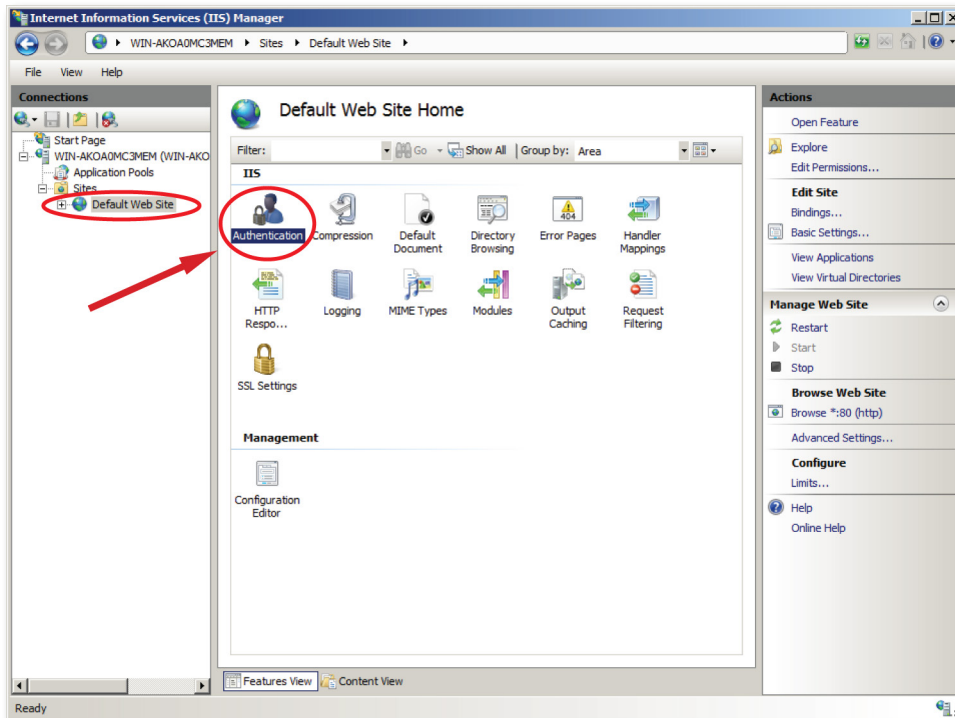 Internet Information Services (IIS) Manager
WIN-AKOA0MC3MEM Sites Default Web Site
File View Help
Connections
Start Page
WIN-AKOA0MC3MEM (WIN-AKO
Application Pools
Sites
Default Web Site
Default Web Site Home
Filter: Go Show All Group by: Area
IIS
Authentication Compression Default Document Directory Browsing Error Pages 404 Handler Mappings
HTTP Respo... Logging MIME Types Modules Output Caching Request Filtering
SSL Settings
Management
Configuration Editor
Features View Content View
Actions
Open Feature
Explore
Edit Permissions...
Edit Site
Bindings...
Basic Settings...
View Applications
View Virtual Directories
Manage Web Site
Restart
Start
Stop
Browse Web Site
Browse *:80 (http)
Advanced Settings...
Configure
Limits...
Help
Online Help
Ready